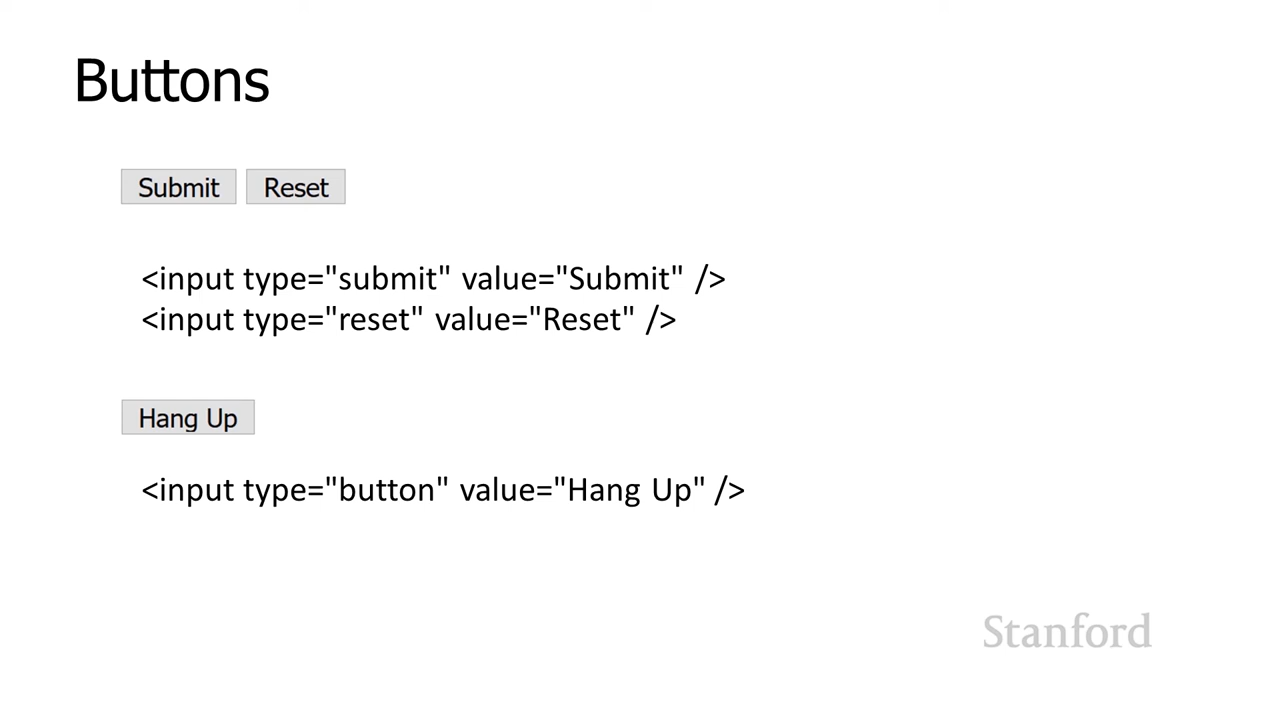 Buttons
Submit Reset
<input type="submit" value="Submit" />
<input type="reset" value="Reset" />
Hang Up
<input type="button" value="Hang Up" />
Stanford